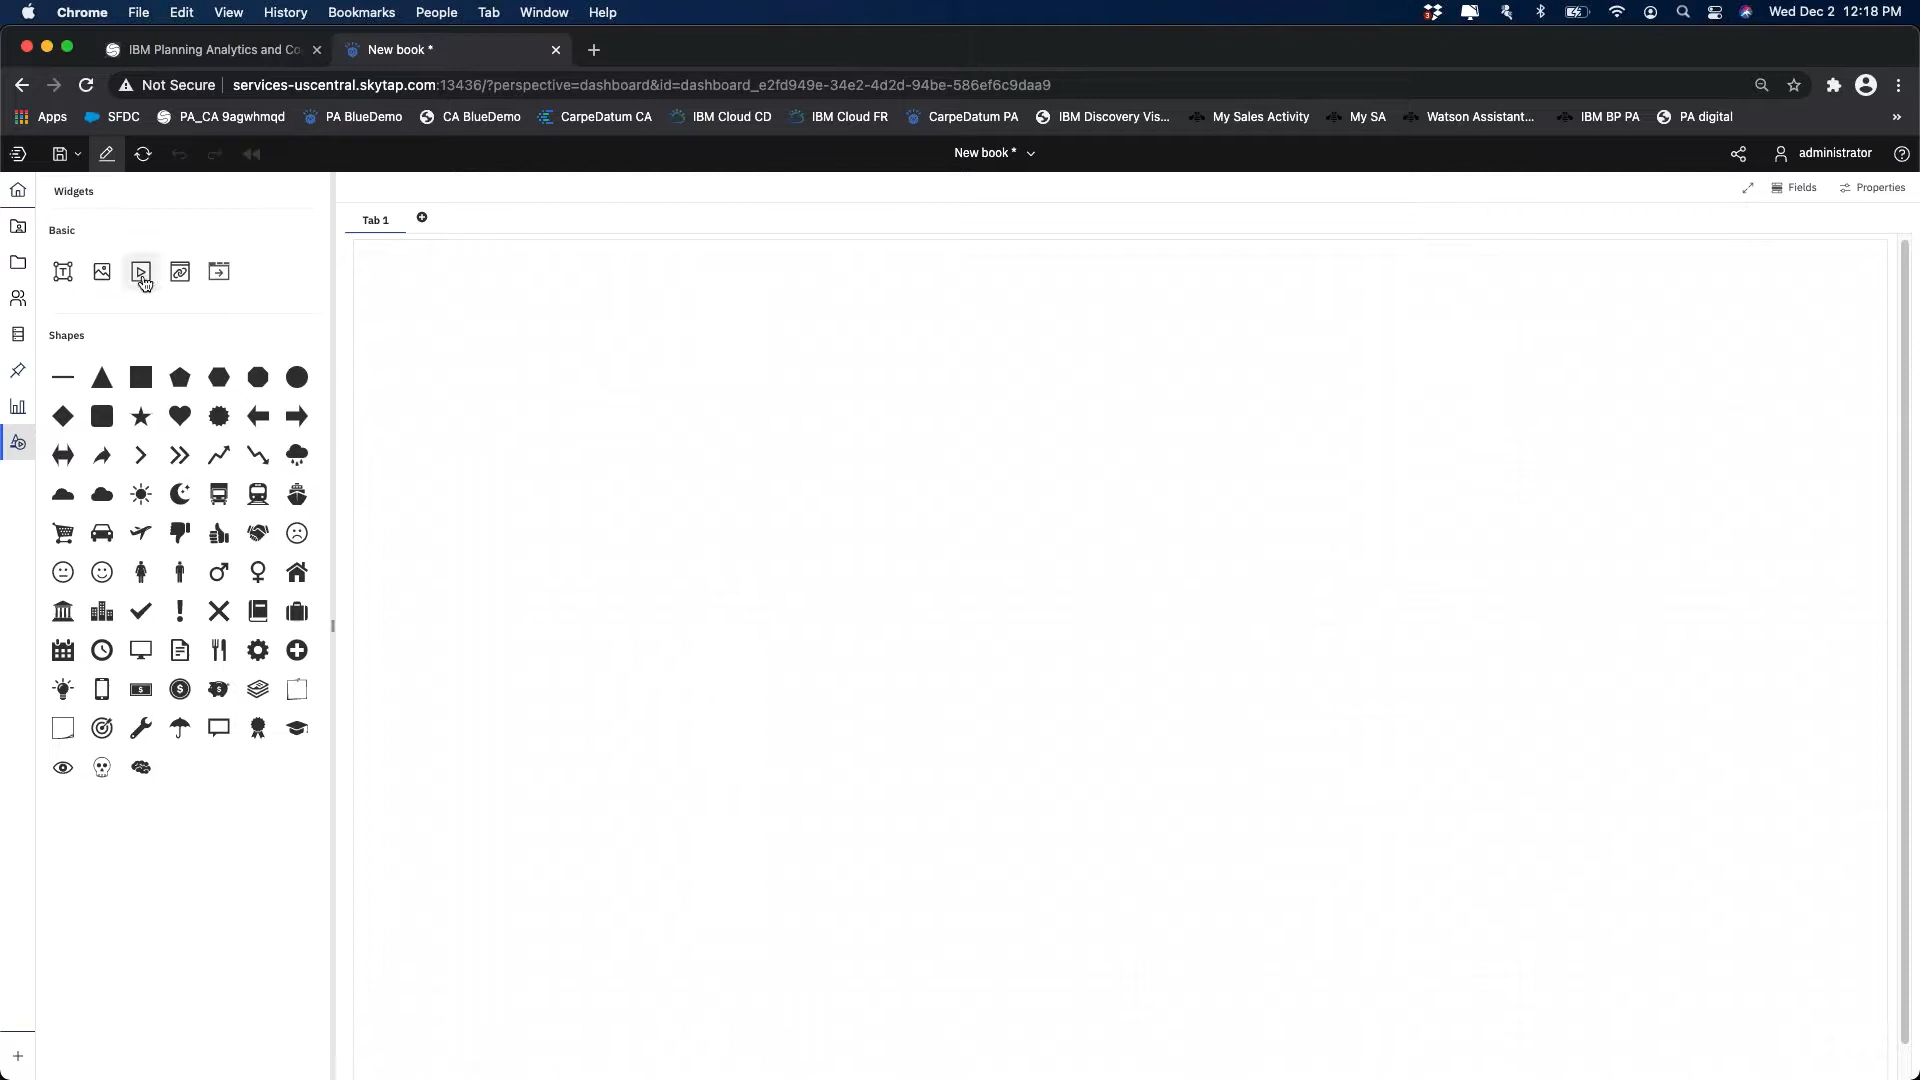 Chrome File Edit View History Bookmarks People Tab Window Help
3
Wed Dec 2 12:18 PM
IBM Planning Analytics and Co
New book *
Not Secure services-uscentral.skytap.com:13436/?perspective=dashboard&id=dashboard_e2fd949e-34e2-4d2d-94be-586ef6c9daa9
Apps SFDC PA_CA 9agwhmqd PA BlueDemo CA BlueDemo CarpeDatum CA IBM Cloud CD IBM Cloud FR CarpeDatum PA IBM Discovery Vis... My Sales Activity My SA Watson Assistant... IBM BP PA PA digital »
New book *
administrator
Widgets
Fields Properties
Tab 1
Basic
T
Shapes